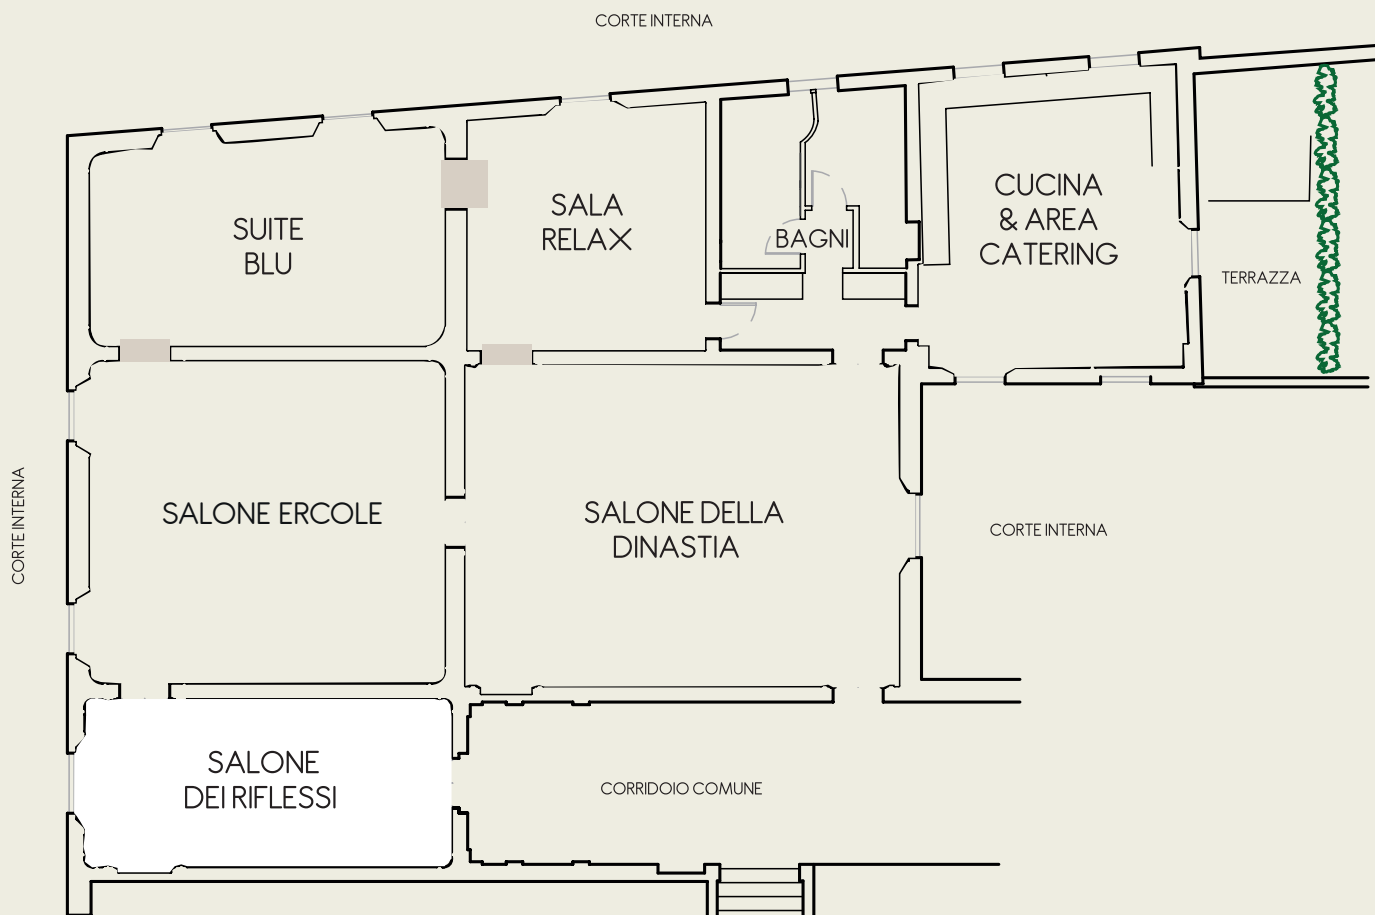 CORTE INTERNA
SUITE
BLU
SALA
RELAX
BAGNI
CUCINA
& AREA
CATERING
TERRAZZA
CORTE INTERNA
SALONE ERCOLE
SALONE DELLA
DINASTIA
CORTE INTERNA
SALONE
DEI RIFLESSI
CORRIDOIO COMUNE